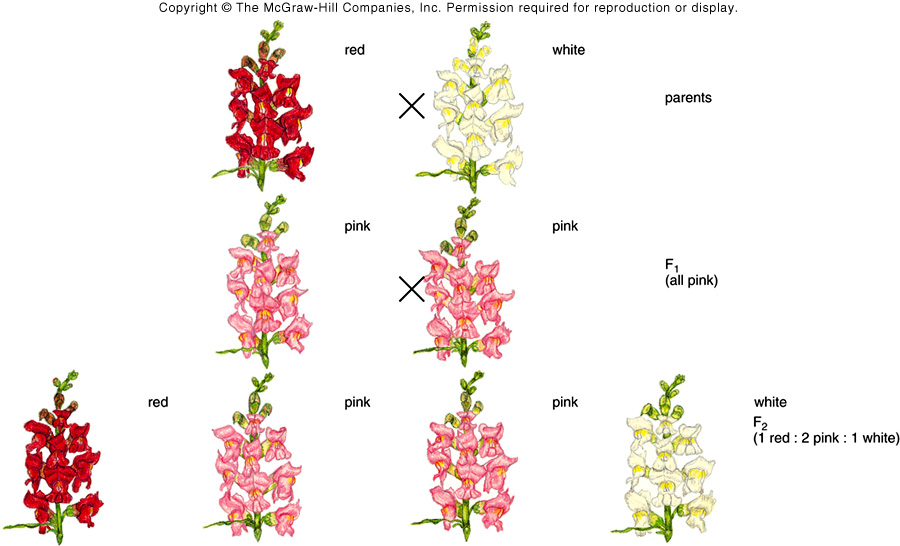 Copyright © The McGraw-Hill Companies, Inc. Permission required for reproduction or display.
red
white
parents
pink
pink
F₁
(all pink)
red
pink
pink
white
F₂
(1 red : 2 pink : 1 white)